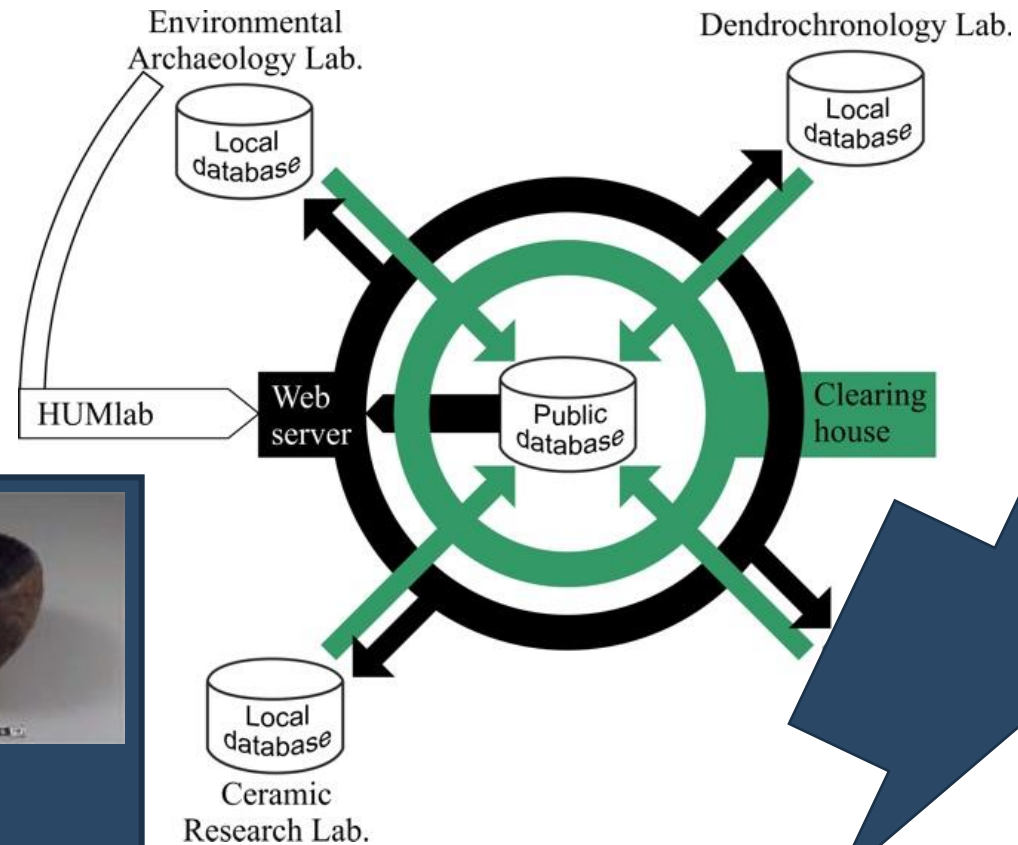 Environmental
Archaeology Lab.
Local
database
Dendrochronology Lab.
Local
database
HUMlab
Web
server
Public
database
Clearing
house
Local
database
Ceramic
Research Lab.